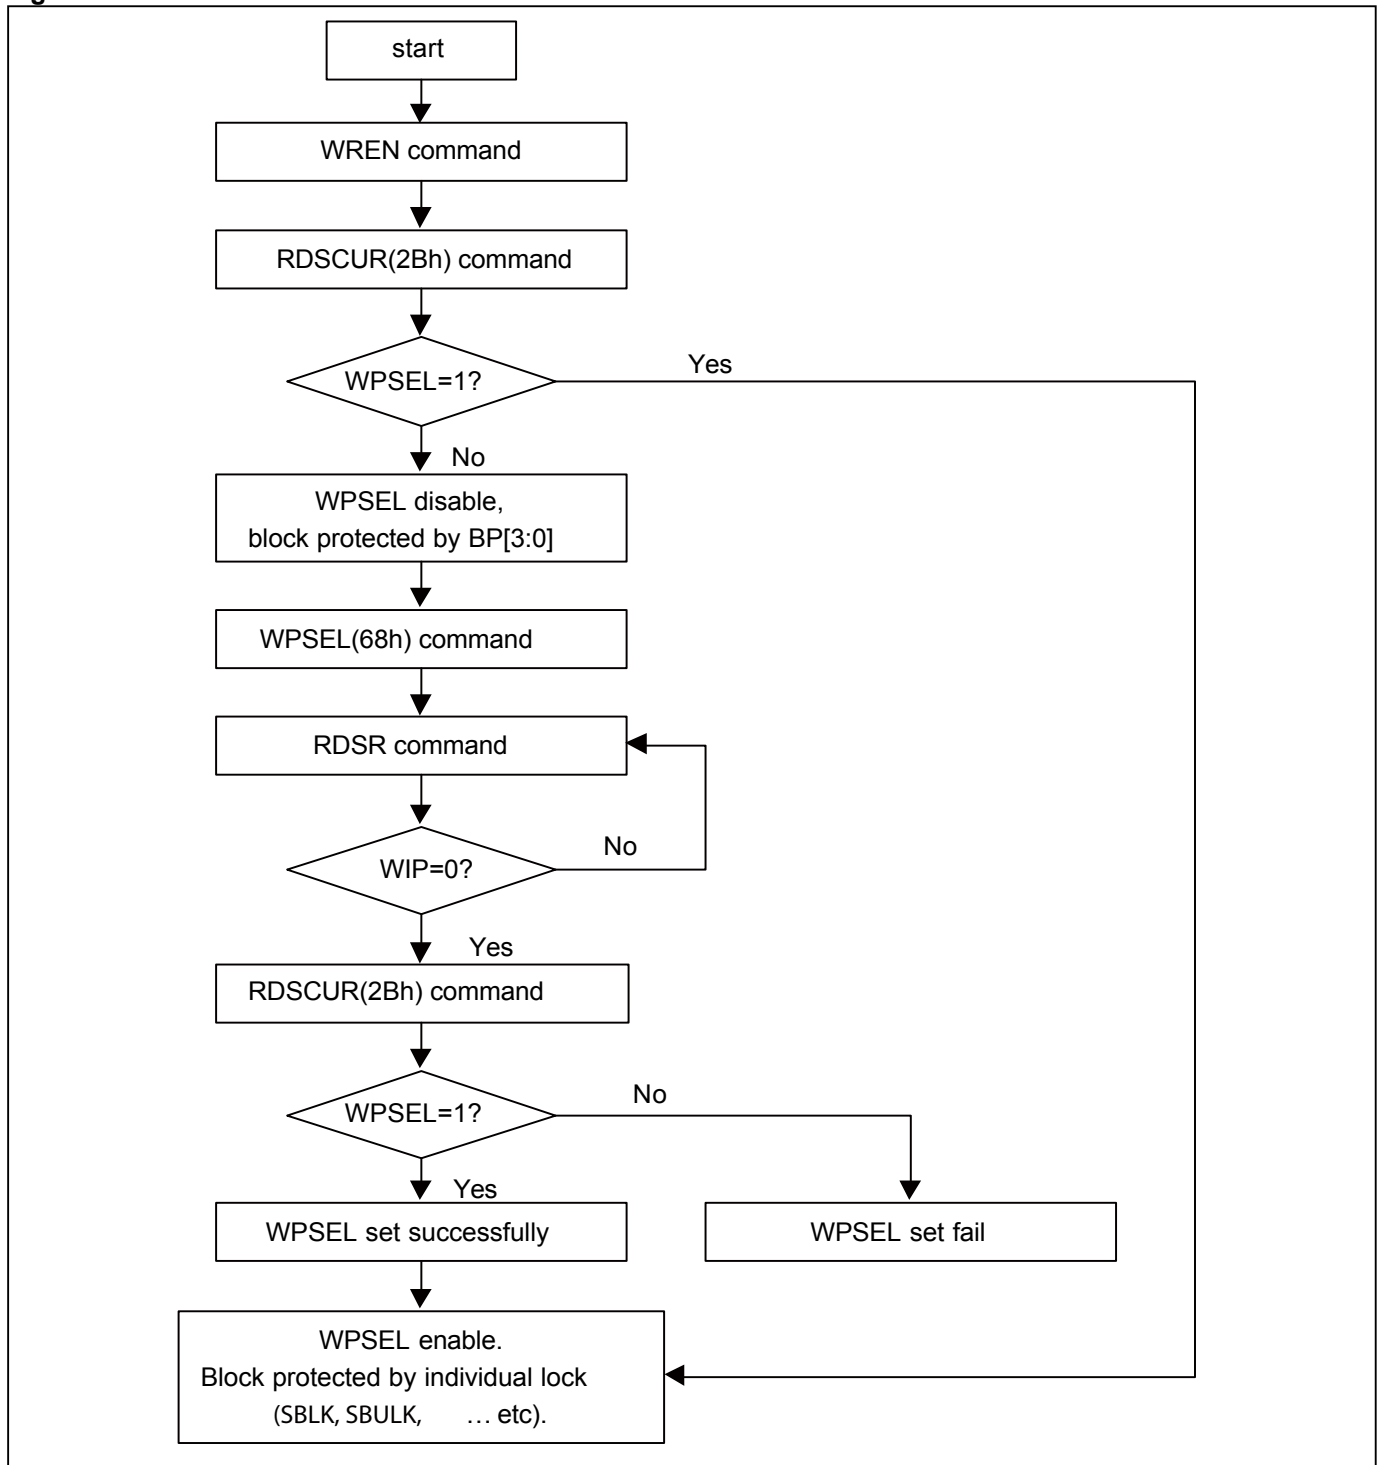 start
WREN command
RDSCUR(2Bh) command
WPSEL=1?
Yes
No
WPSEL disable,
block protected by BP[3:0]
WPSEL(68h) command
RDSR command
WIP=0?
No
Yes
RDSCUR(2Bh) command
WPSEL=1?
No
Yes
WPSEL set successfully
WPSEL set fail
WPSEL enable.
Block protected by individual lock
(SBLK, SBULK, … etc).